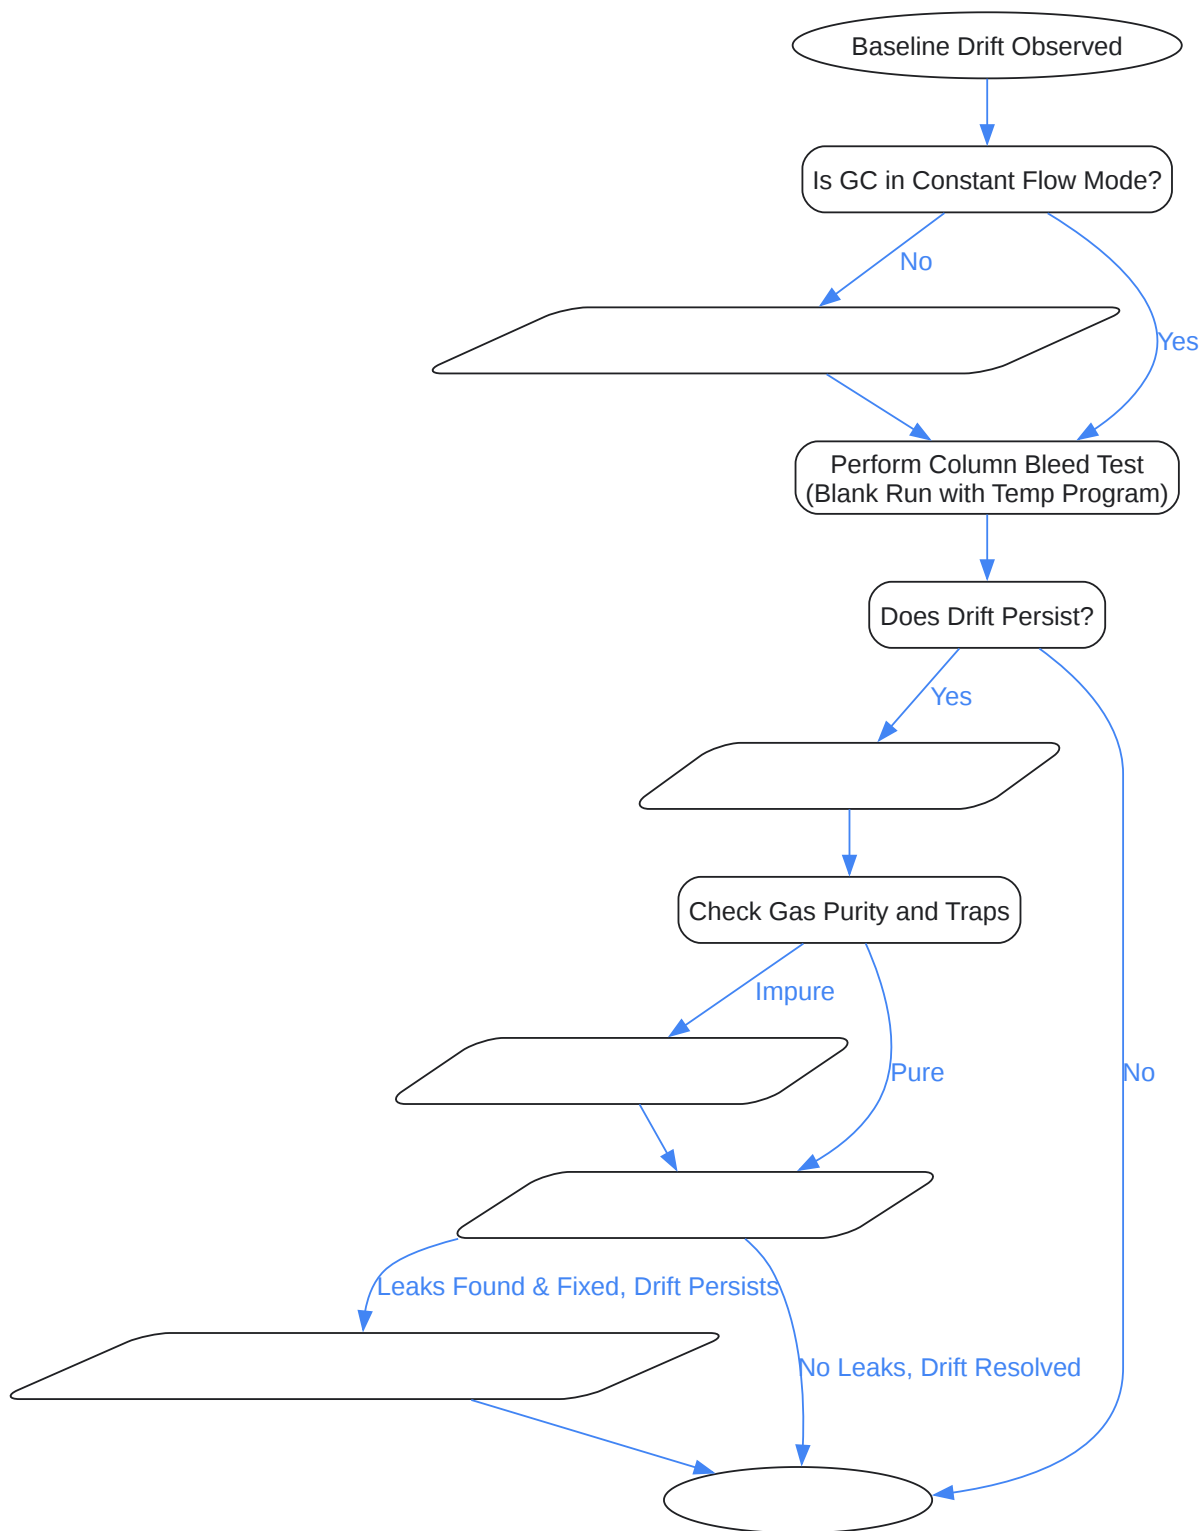 Baseline Drift Observed
Is GC in Constant Flow Mode?
No
Yes
Perform Column Bleed Test
(Blank Run with Temp Program)
Does Drift Persist?
Yes
Check Gas Purity and Traps
Impure
Pure
No
Leaks Found & Fixed, Drift Persists
No Leaks, Drift Resolved